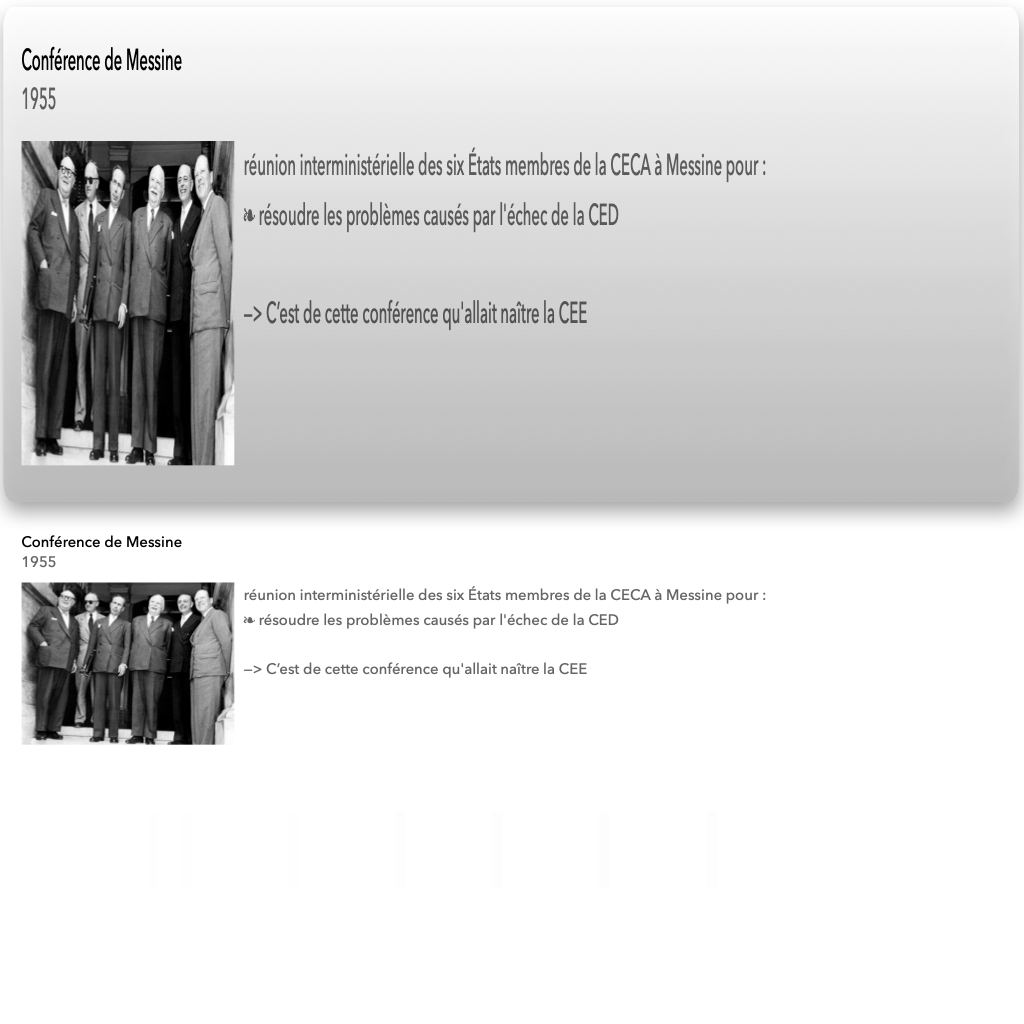 Conférence de Messine
1955
réunion interministérielle des six États membres de la CECA à Messine pour :
❧ résoudre les problèmes causés par l'échec de la CED
—> C’est de cette conférence qu'allait naître la CEE
Conférence de Messine
1955
réunion interministérielle des six États membres de la CECA à Messine pour :
❧ résoudre les problèmes causés par l'échec de la CED
—> C’est de cette conférence qu'allait naître la CEE